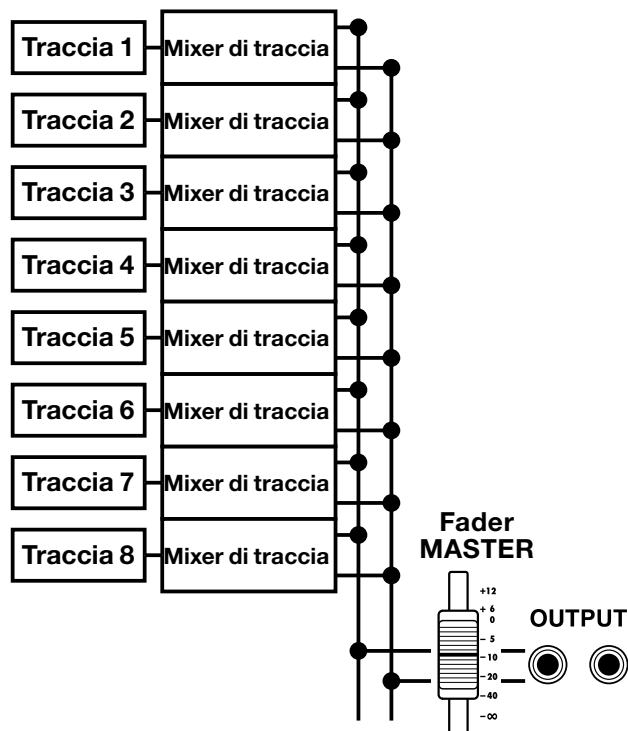 Traccia 1
Mixer di traccia
Traccia 2
Mixer di traccia
Traccia 3
Mixer di traccia
Traccia 4
Mixer di traccia
Traccia 5
Mixer di traccia
Traccia 6
Mixer di traccia
Traccia 7
Mixer di traccia
Traccia 8
Mixer di traccia
Fader
MASTER
+12
+ 6
0
- 5
- 10
- 20
- 40
-∞
OUTPUT